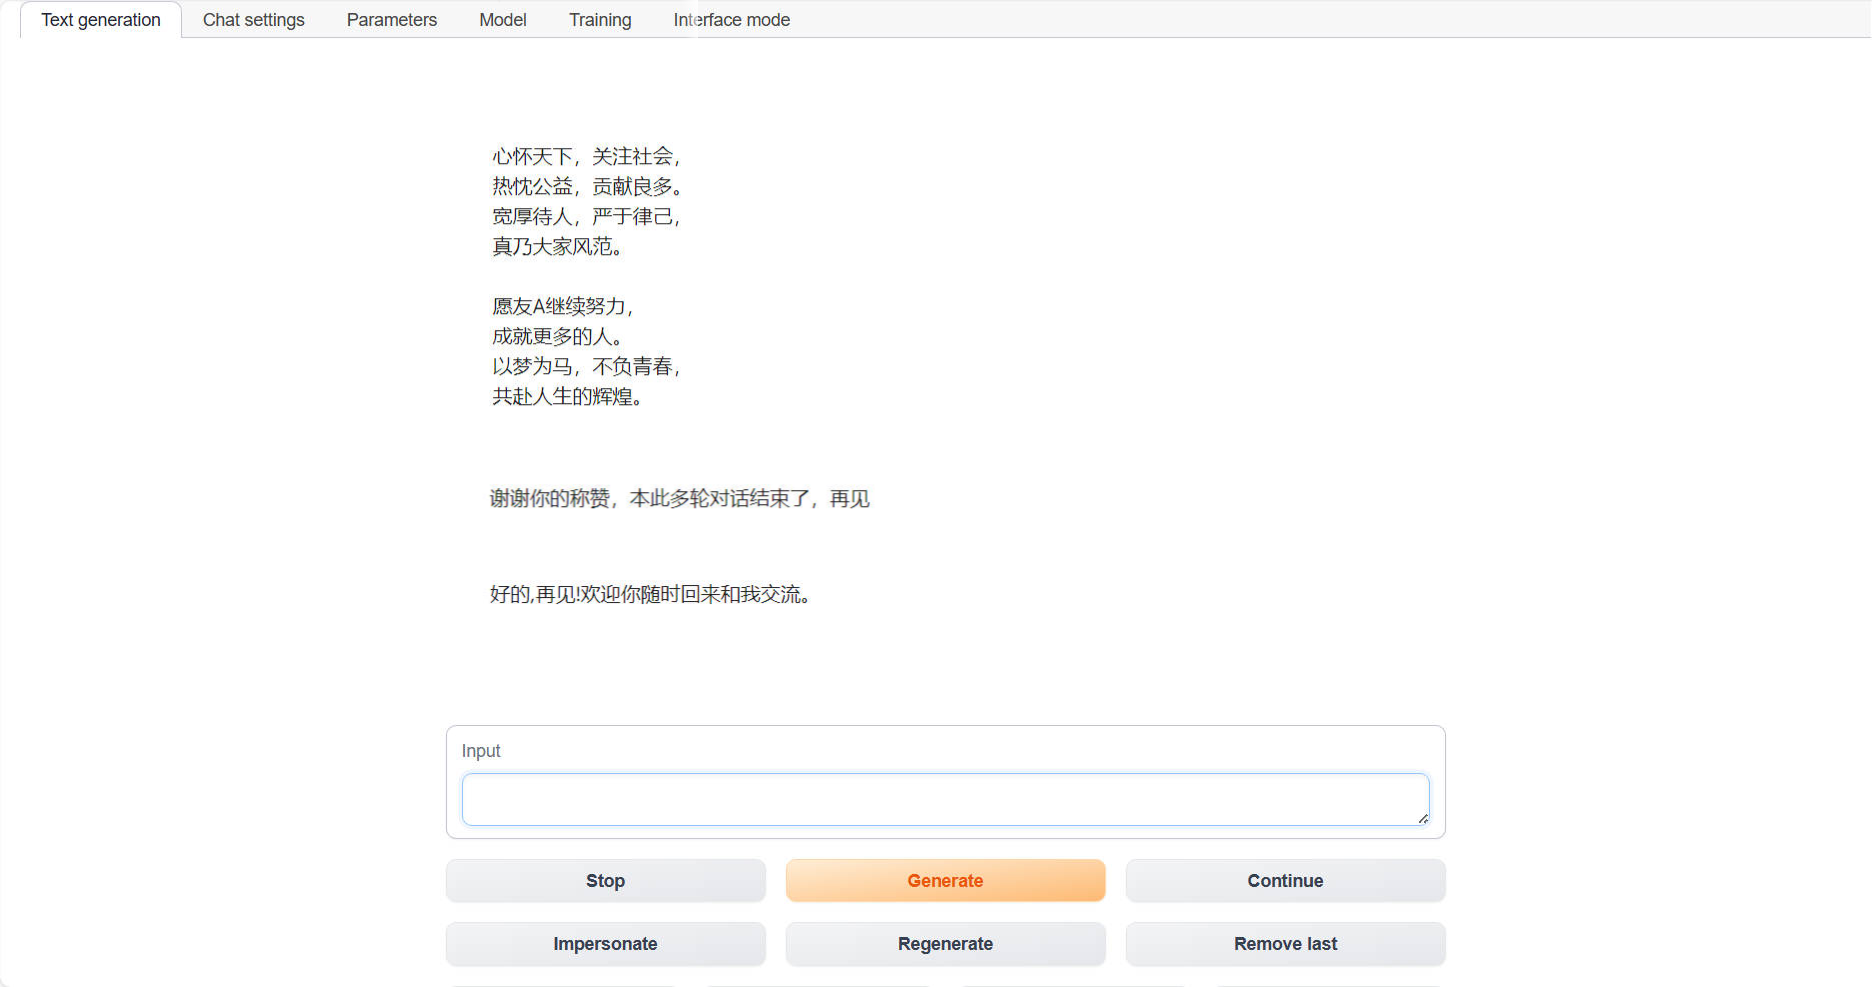 Text generation Chat settings Parameters Model Training Interface mode
心怀天下，关注社会，
热忱公益，贡献良多。
宽厚待人，严于律己，
真乃大家风范。
愿友A继续努力，
成就更多的人。
以梦为马，不负青春，
共赴人生的辉煌。
谢谢你的称赞，本此多轮对话结束了，再见
好的,再见!欢迎你随时回来和我交流。
Input
Stop Generate Continue
Impersonate Regenerate Remove last